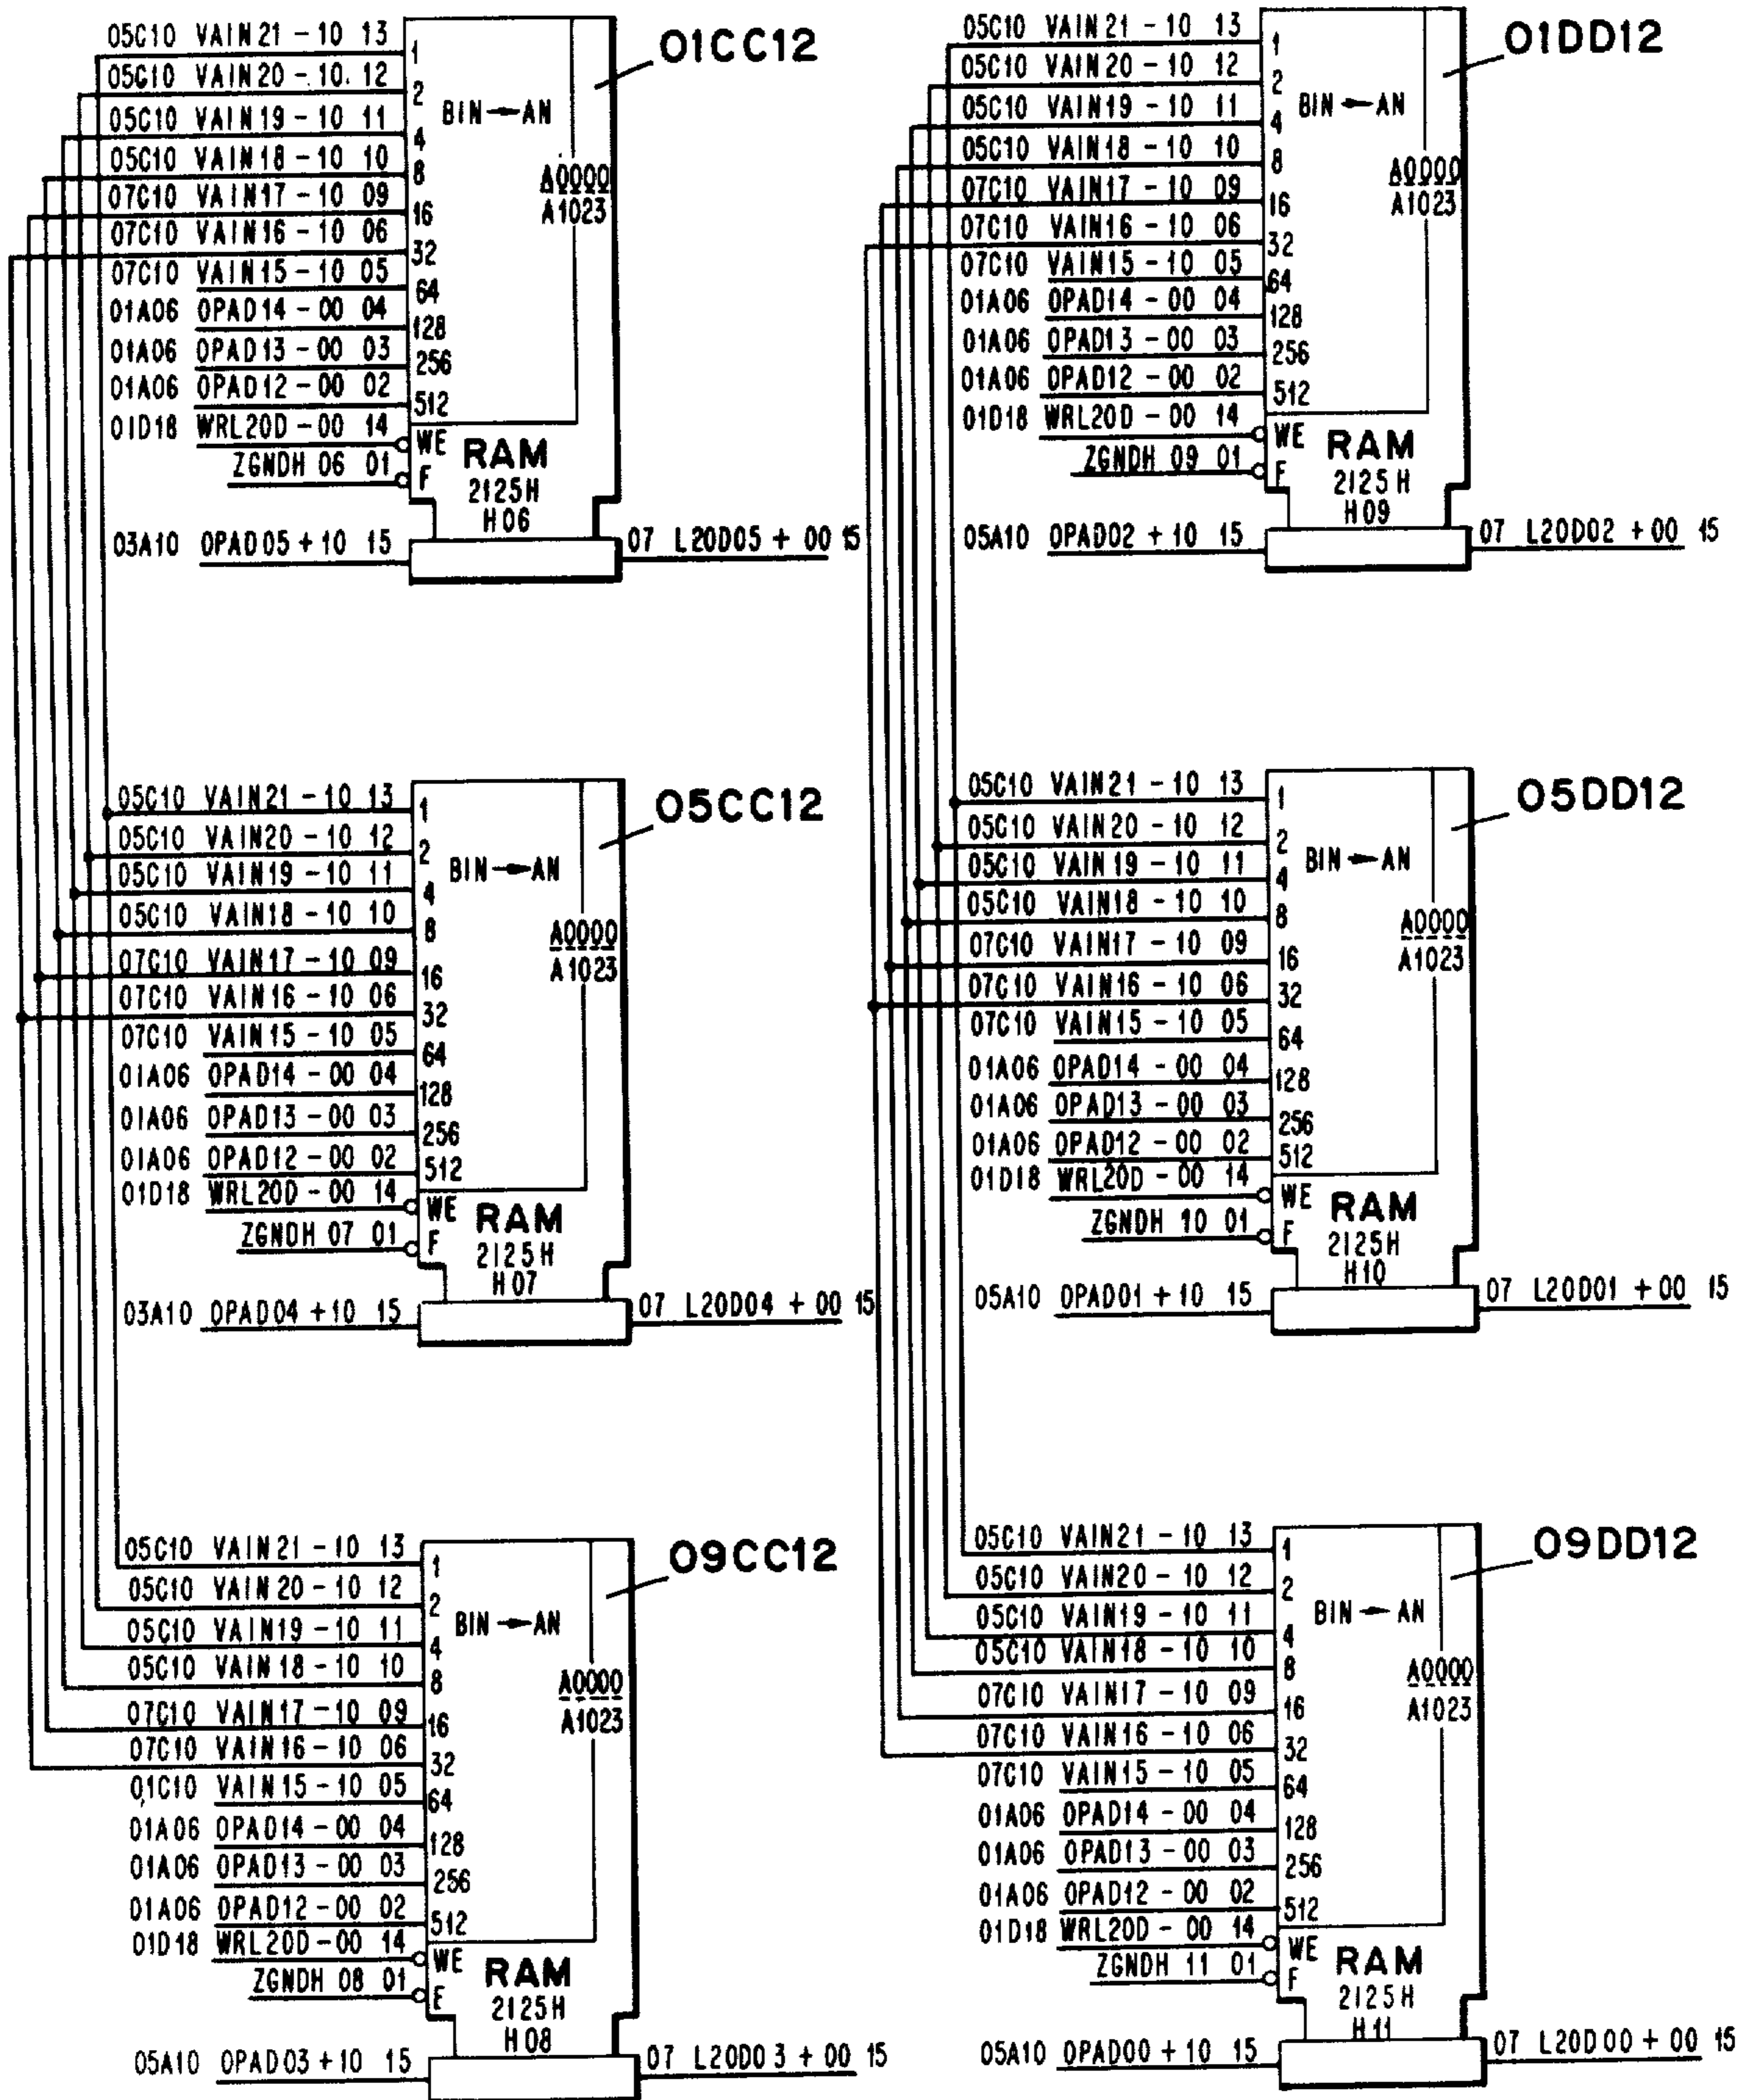 05C10 VAIN21-10 13 1
05C10 VAIN20-10. 12 2
05C10 VAIN19-10 11 4
05C10 VAIN18-10 10 8
07C10 VAIN17-10 09 16
07C10 VAIN16-10 06 32
07C10 VAIN15-10 05 64
01A06 OPAD14-00 04 128
01A06 OPAD13-00 03 256
01A06 OPAD12-00 02 512
01D18 WRL20D-00 14 WE
ZGNDH 06 01 F
BIN→AN
A0000
A1023
01CC12
RAM
2125H
H06
03A10 OPAD05+10 15
07 L20D05+00 15
05C10 VAIN21-10 13 1
05C10 VAIN20-10 12 2
05C10 VAIN19-10 11 4
05C10 VAIN18-10 10 8
07C10 VAIN17-10 09 16
07C10 VAIN16-10 06 32
07C10 VAIN15-10 05 64
01A06 OPAD14-00 04 128
01A06 OPAD13-00 03 256
01A06 OPAD12-00 02 512
01D18 WRL20D-00 14 WE
ZGNDH 09 01 F
BIN→AN
A0000
A1023
01DD12
RAM
2125H
H09
05A10 OPAD02+10 15
07 L20D02+00 15
05C10 VAIN21-10 13 1
05C10 VAIN20-10 12 2
05C10 VAIN19-10 11 4
05C10 VAIN18-10 10 8
07C10 VAIN17-10 09 16
07C10 VAIN16-10 06 32
07C10 VAIN15-10 05 64
01A06 OPAD14-00 04 128
01A06 OPAD13-00 03 256
01A06 OPAD12-00 02 512
01D18 WRL20D-00 14 WE
ZGNDH 07 01 F
BIN→AN
A0000
A1023
05CC12
RAM
2125H
H07
03A10 OPAD04+10 15
07 L20D04+00 15
05C10 VAIN21-10 13 1
05C10 VAIN20-10 12 2
05C10 VAIN19-10 11 4
05C10 VAIN18-10 10 8
07C10 VAIN17-10 09 16
07C10 VAIN16-10 06 32
07C10 VAIN15-10 05 64
01A06 OPAD14-00 04 128
01A06 OPAD13-00 03 256
01A06 OPAD12-00 02 512
01D18 WRL20D-00 14 WE
ZGNDH 10 01 F
BIN→AN
A0000
A1023
05DD12
RAM
2125H
H10
05A10 OPAD01+10 15
07 L20D01+00 15
05C10 VAIN21-10 13 1
05C10 VAIN20-10 12 2
05C10 VAIN19-10 11 4
05C10 VAIN18-10 10 8
07C10 VAIN17-10 09 16
07C10 VAIN16-10 06 32
01C10 VAIN15-10 05 64
01A06 OPAD14-00 04 128
01A06 OPAD13-00 03 256
01A06 OPAD12-00 02 512
01D18 WRL20D-00 14 WE
ZGNDH 08 01 E
BIN→AN
A0000
A1023
09CC12
RAM
2125H
H08
05A10 OPAD03+10 15
07 L20D03+00 15
05C10 VAIN21-10 13 1
05C10 VAIN20-10 12 2
05C10 VAIN19-10 11 4
05C10 VAIN18-10 10 8
07C10 VAIN17-10 09 16
07C10 VAIN16-10 06 32
07C10 VAIN15-10 05 64
01A06 OPAD14-00 04 128
01A06 OPAD13-00 03 256
01A06 OPAD12-00 02 512
01D18 WRL20D-00 14 WE
ZGNDH 11 01 F
BIN→AN
A0000
A1023
09DD12
RAM
2125H
H11
05A10 OPAD00+10 15
07 L20D00+00 15